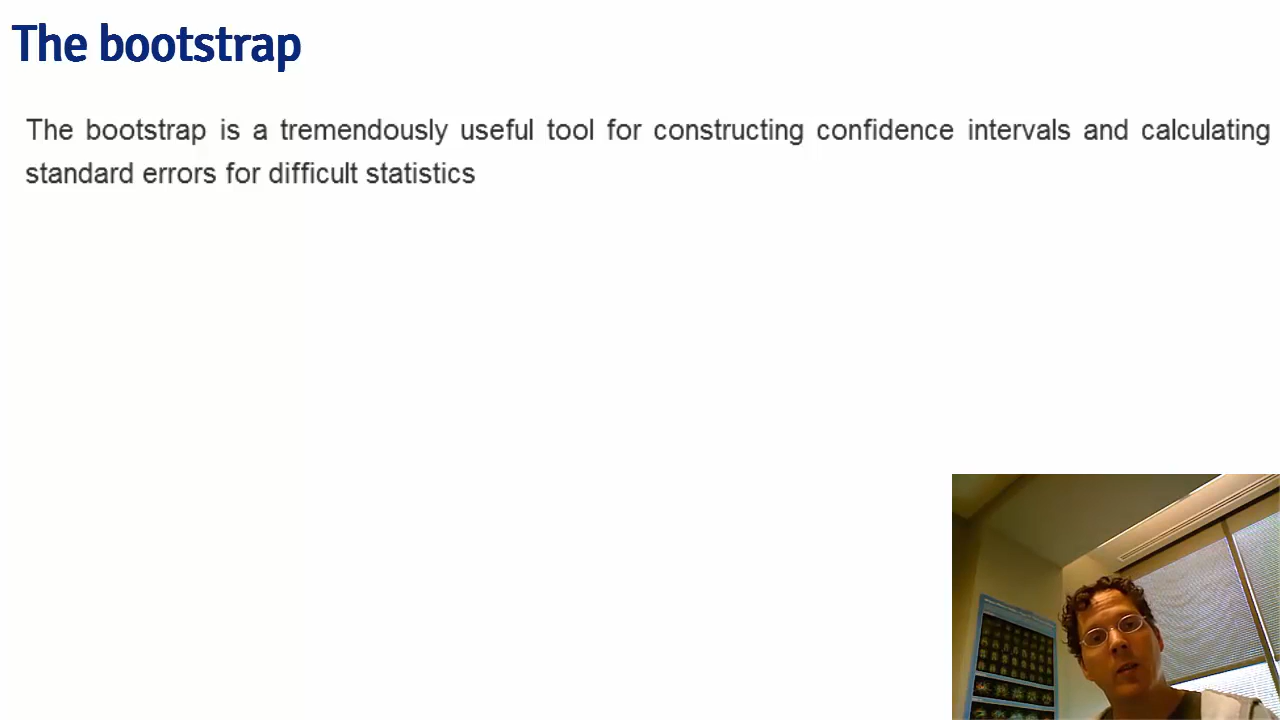 The bootstrap
The bootstrap is a tremendously useful tool for constructing confidence intervals and calculating
standard errors for difficult statistics